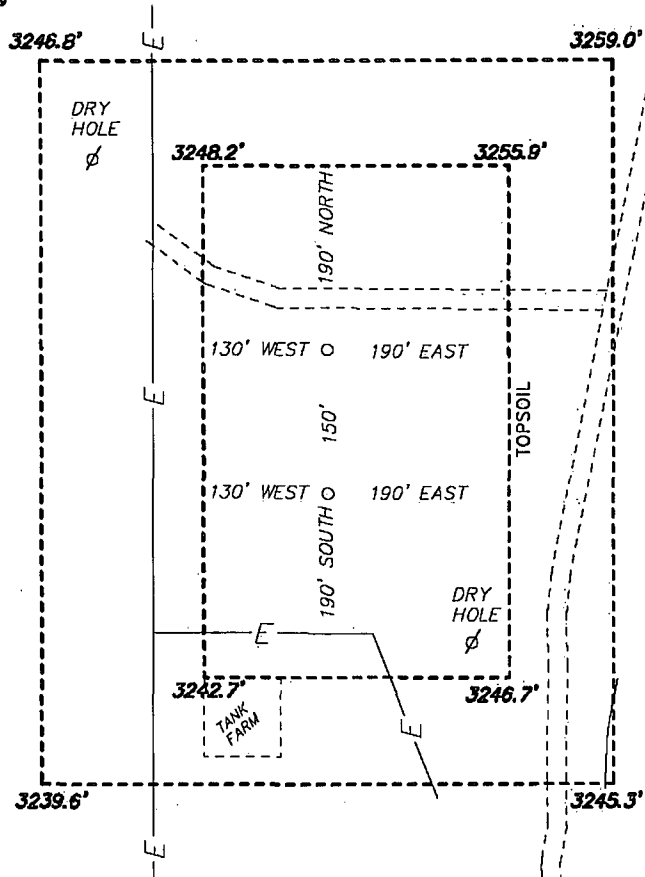 E
3246.8'
3259.0'
DRY
HOLE
3248.2'
3255.9'
190' NORTH
130' WEST
190' EAST
E
150'
TOPSOIL
130' WEST
190' EAST
190' SOUTH
DRY
HOLE
E
3242.7'
3246.7'
TANK
FARM
E
3239.6'
3245.3'
E